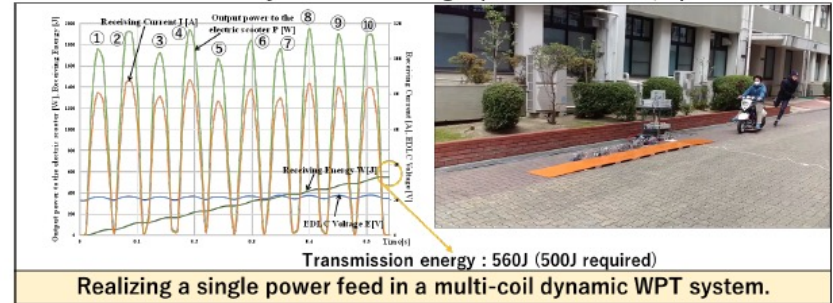 Receiving Current I [A]
Output power to the
electric scooter P [W]
① ② ③ ④ ⑤ ⑥ ⑦ ⑧ ⑨ ⑩
Output power to the electric scooter [W], Receiving Energy [J]
Receiving Current [A], EDLC Voltage [V]
Receiving Energy W[J]
EDLC Voltage E[V]
Time[s]
Transmission energy : 560J (500J required)
Realizing a single power feed in a multi-coil dynamic WPT system.